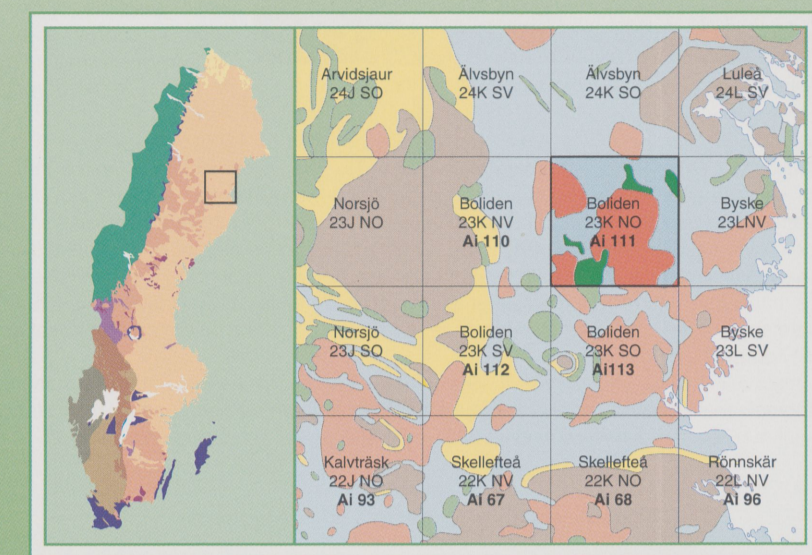 Arvidsjaur
24J SO
Älvsbyn
24K SV
Älvsbyn
24K SO
Luleå
24L SV
Norsjö
23J NO
Boliden
23K NV
Ai 110
Boliden
23K NO
Ai 111
Byske
23LNV
Norsjö
23J SO
Boliden
23K SV
Ai 112
Boliden
23K SO
Ai113
Byske
23L SV
Kalvträsk
22J NO
Ai 93
Skellefteå
22K NV
Ai 67
Skellefteå
22K NO
Ai 68
Rönnskär
22L NV
Ai 96